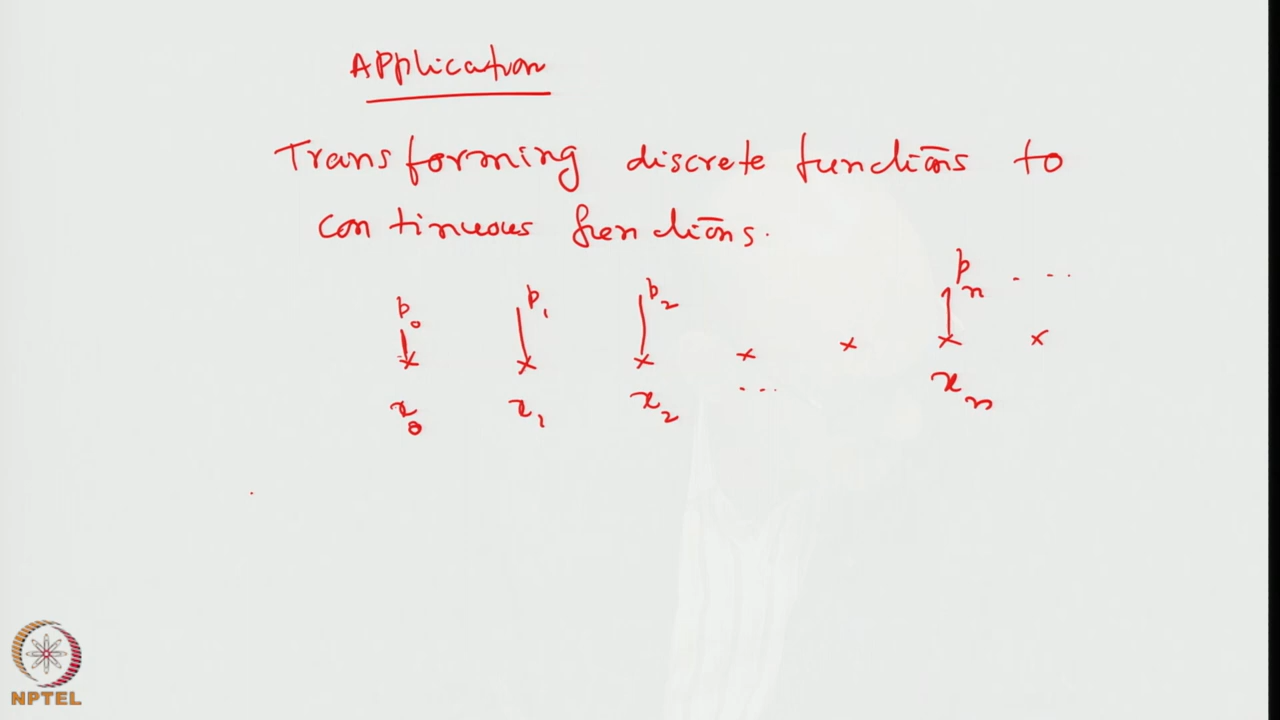 Application
Transforming discrete functions to
continuous functions.
p₀ p₁ p₂ pₙ ...
x x x x x x x
x₀ x₁ x₂ ... xₙ
NPTEL